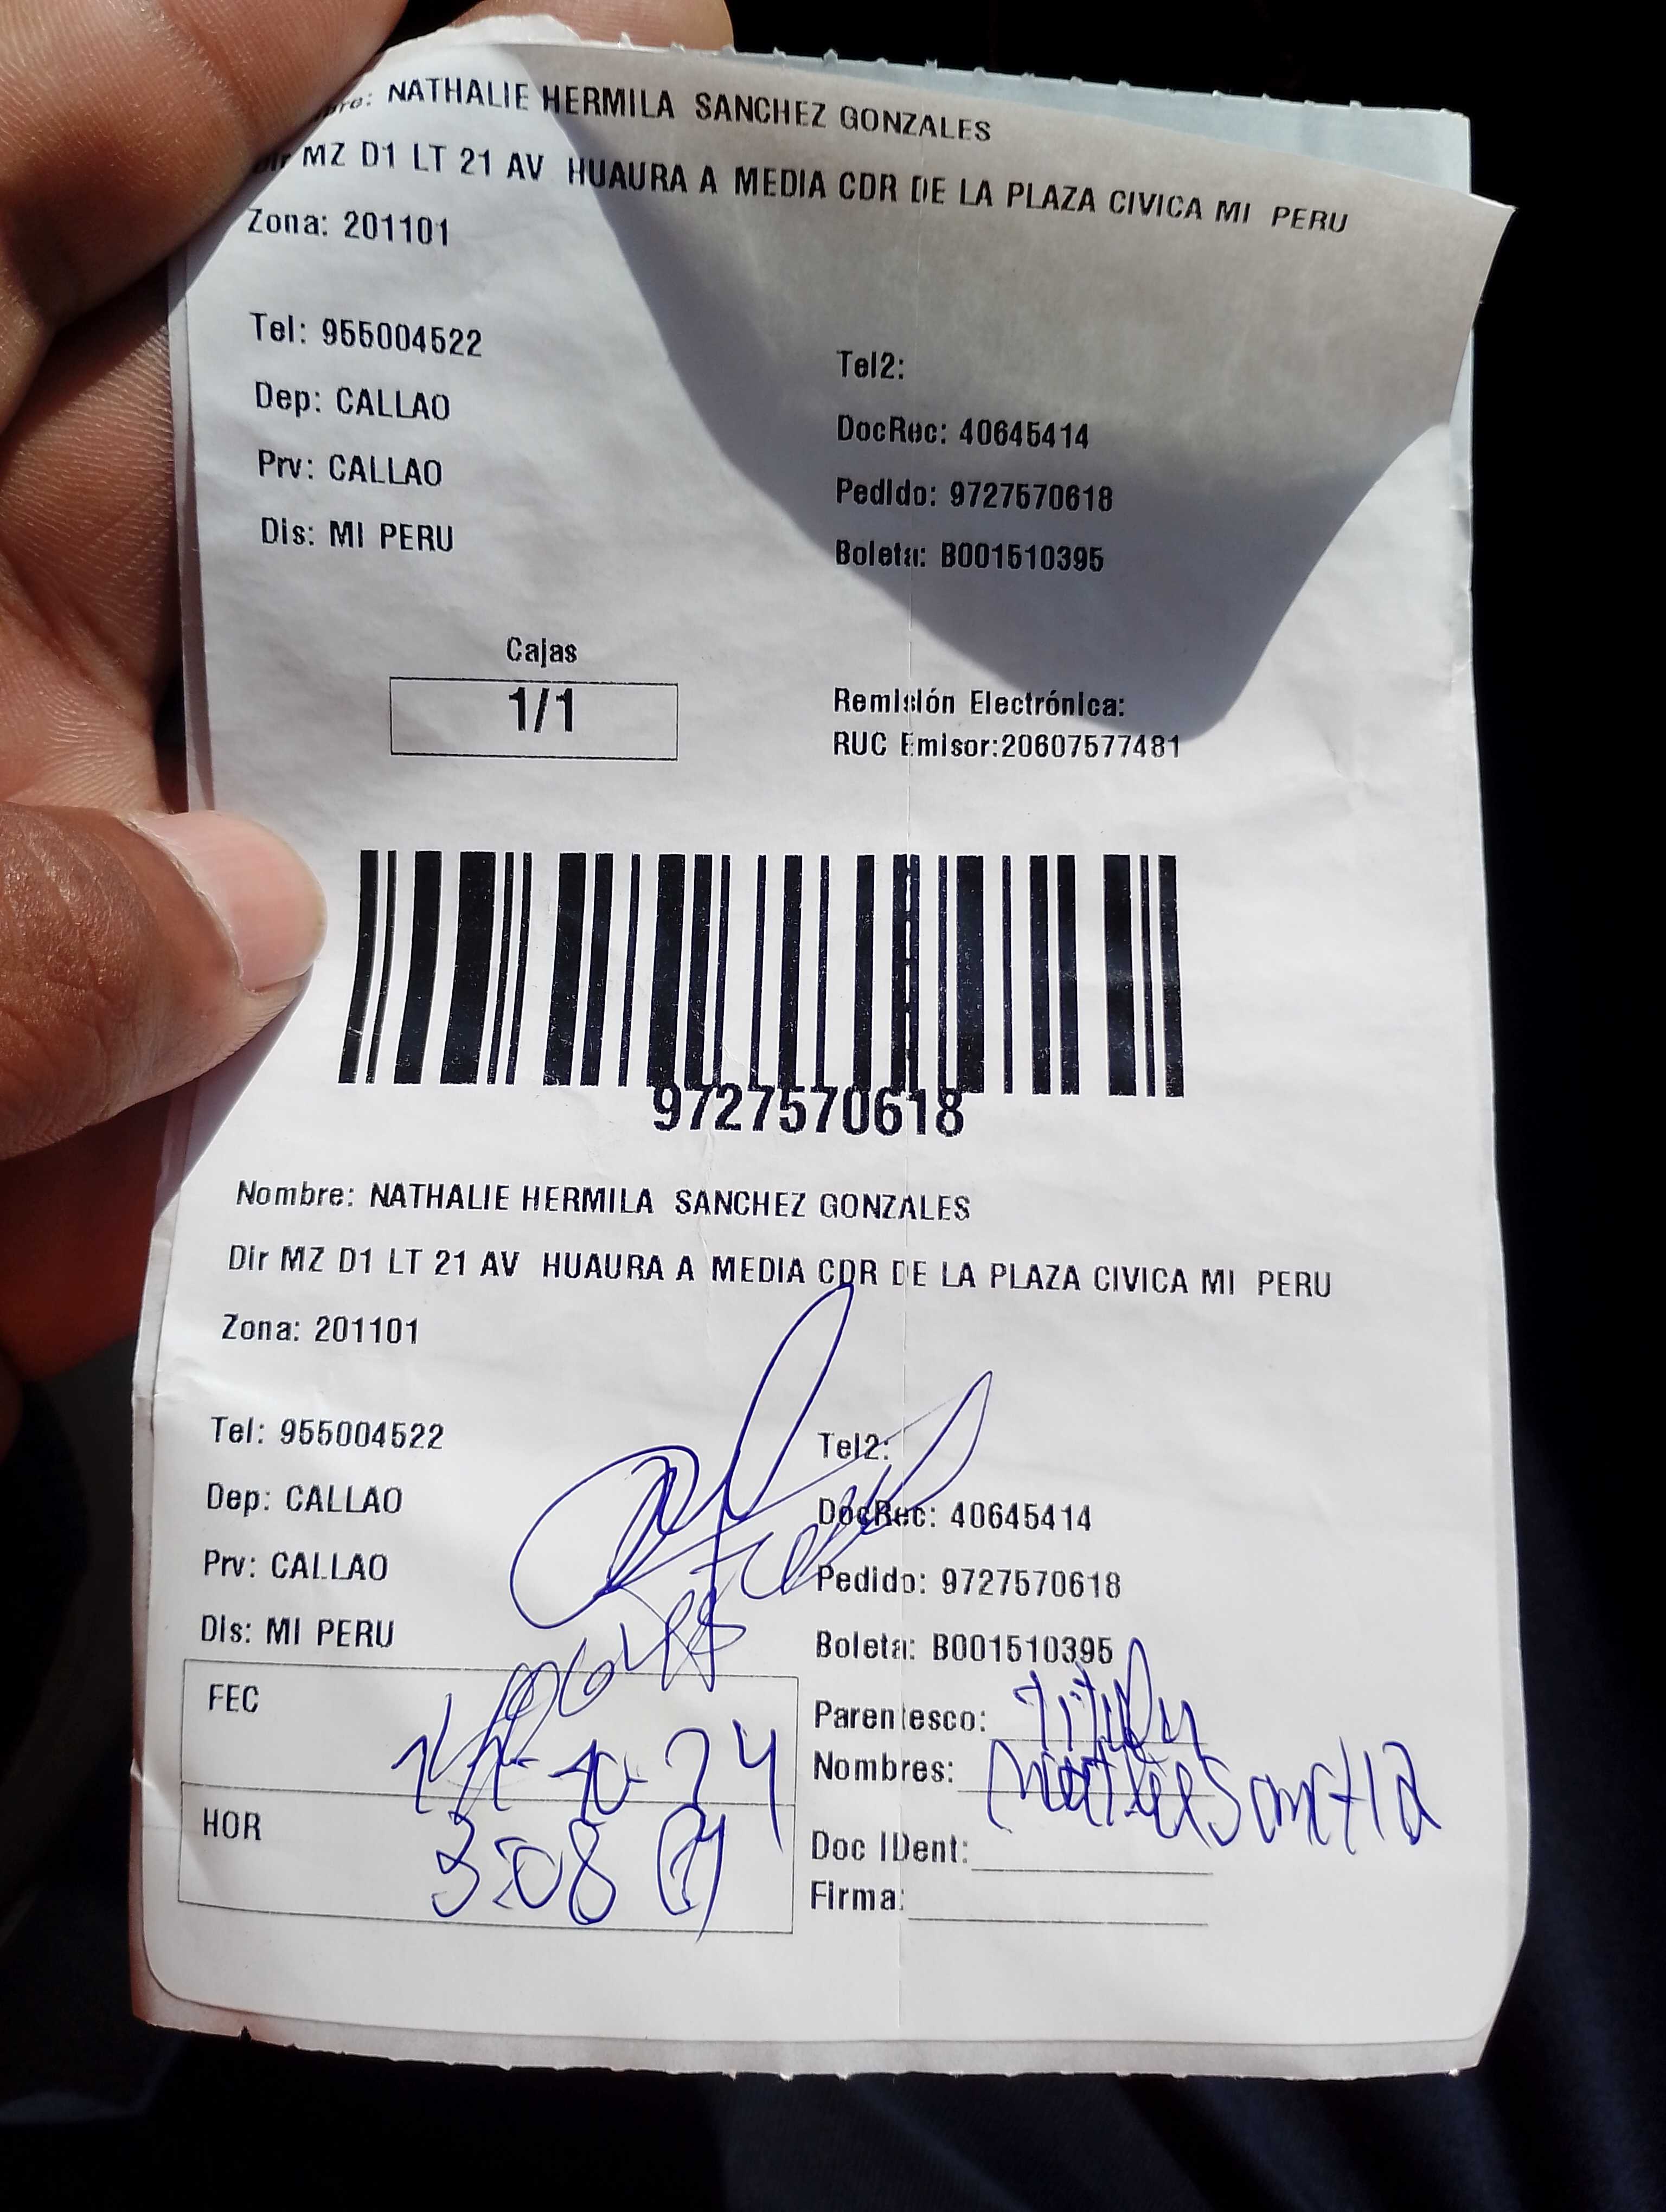 NATHALIE HERMILA SANCHEZ GONZALES
Dir MZ D1 LT 21 AV HUAURA A MEDIA CDR DE LA PLAZA CIVICA MI PERU
Zona: 201101
Tel: 955004522
Tel2:
Dep: CALLAO
DocRec: 40645414
Prv: CALLAO
Pedido: 9727570618
Dis: MI PERU
Boleta: B001510395
Cajas
1/1
Remisión Electrónica:
RUC Emisor:20607577481
9727570618
Nombre: NATHALIE HERMILA SANCHEZ GONZALES
Dir MZ D1 LT 21 AV HUAURA A MEDIA CDR DE LA PLAZA CIVICA MI PERU
Zona: 201101
Tel: 955004522
Tel2:
Dep: CALLAO
DocRec: 40645414
Prv: CALLAO
Pedido: 9727570618
Dis: MI PERU
Boleta: B001510395
FEC
Parentesco:
Nombres:
HOR 3:08
Doc IDent:
Firma: